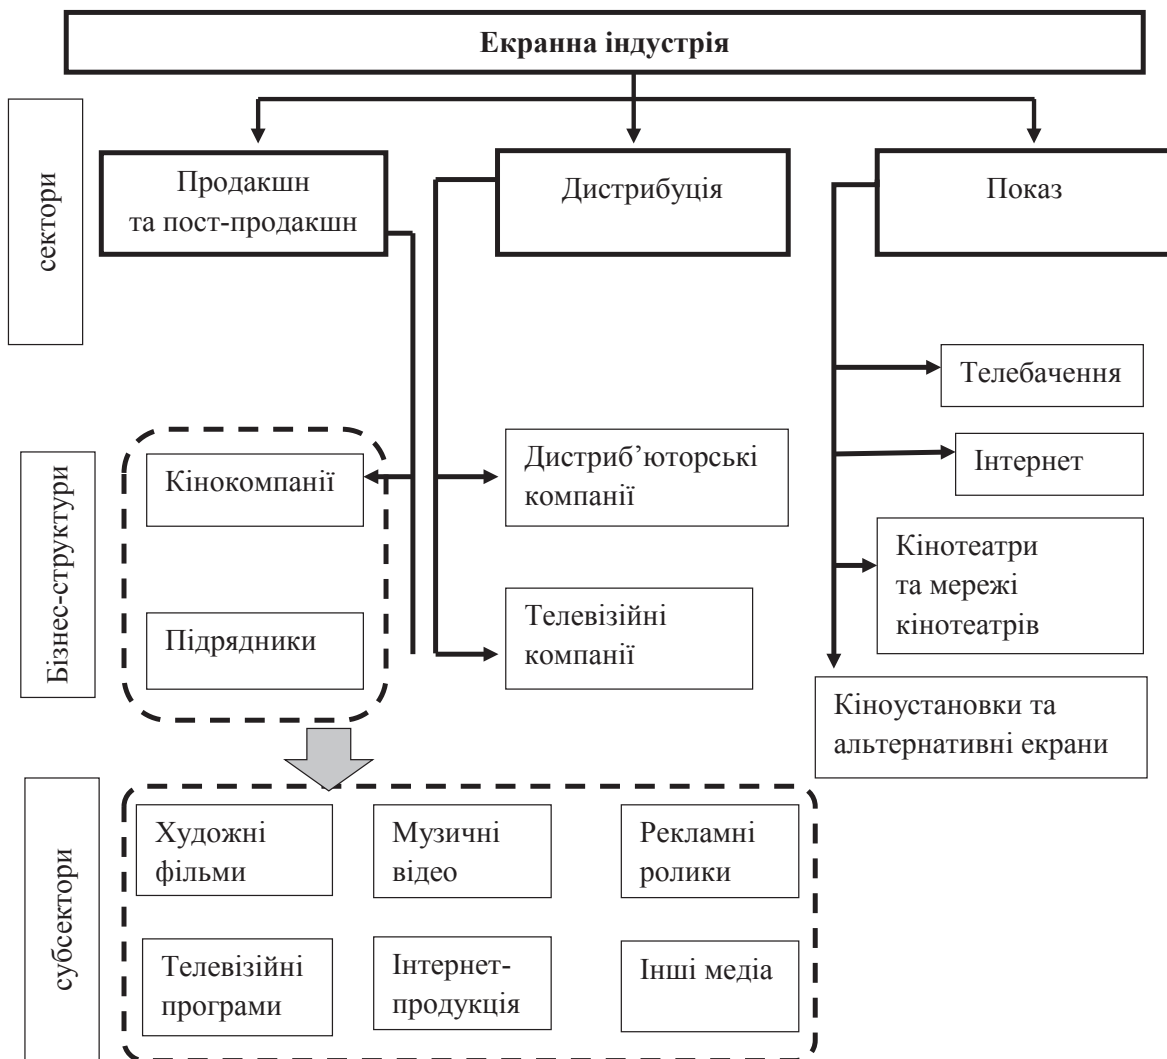 Екранна індустрія
сектори
Продакшн
та пост-продакшн
Дистрибуція
Показ
Телебачення
Інтернет
Кінотеатри
та мережі
кінотеатрів
Кіноустановки та
альтернативні екрани
Бізнес-структури
Кінокомпанії
Підрядники
Дистриб’юторські
компанії
Телевізійні
компанії
субсектори
Художні
фільми
Музичні
відео
Рекламні
ролики
Телевізійні
програми
Інтернет-
продукція
Інші медіа